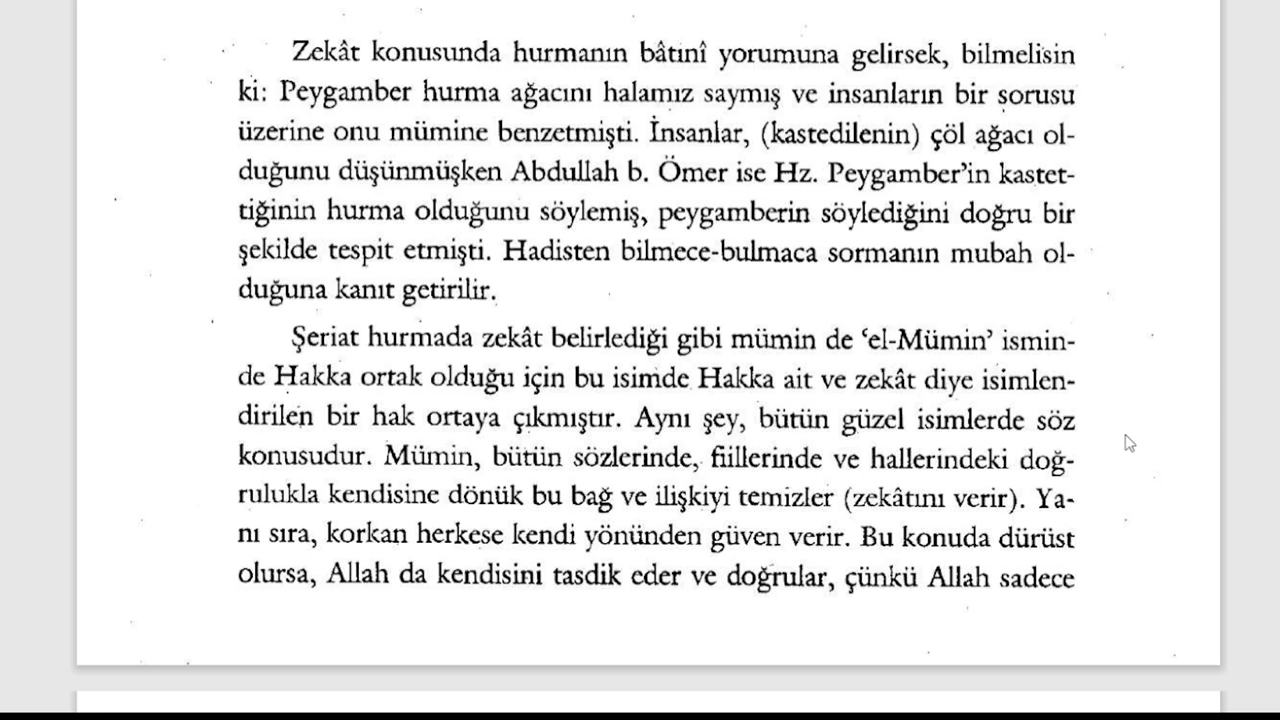 Zekât konusunda hurmanın bâtınî yorumuna gelirsek, bilmelisin
ki: Peygamber hurma ağacını halamız saymış ve insanların bir sorusu
üzerine onu mümine benzetmişti. İnsanlar, (kastedilenin) çöl ağacı ol-
duğunu düşünmüşken Abdullah b. Ömer ise Hz. Peygamber’in kastet-
tiğinin hurma olduğunu söylemiş, peygamberin söylediğini doğru bir
şekilde tespit etmişti. Hadisten bilmece-bulmaca sormanın mubah ol-
duğuna kanıt getirilir.
Şeriat hurmada zekât belirlediği gibi mümin de ‘el-Mümin’ ismin-
de Hakka ortak olduğu için bu isimde Hakka ait ve zekât diye isimlen-
dirilen bir hak ortaya çıkmıştır. Aynı şey, bütün güzel isimlerde söz
konusudur. Mümin, bütün sözlerinde, fiillerinde ve hallerindeki doğ-
rulukla kendisine dönük bu bağ ve ilişkiyi temizler (zekâtını verir). Ya-
nı sıra, korkan herkese kendi yönünden güven verir. Bu konuda dürüst
olursa, Allah da kendisini tasdik eder ve doğrular, çünkü Allah sadece